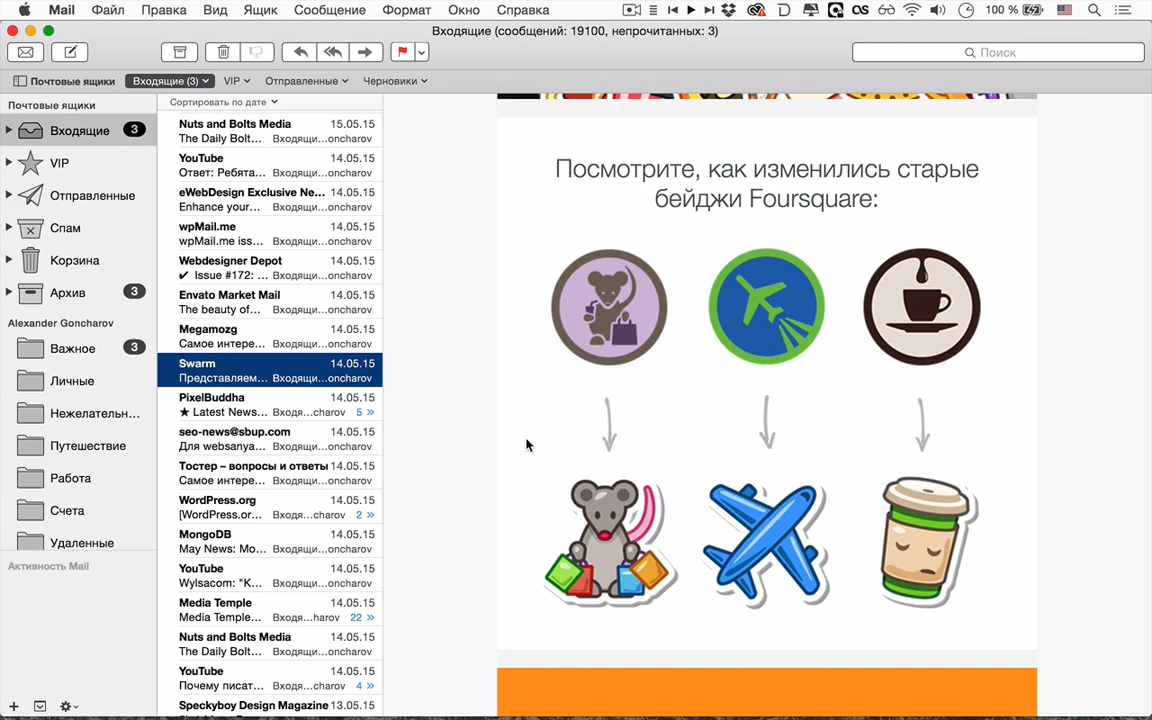 Mail Файл Правка Вид Ящик Сообщение Формат Окно Справка 100 %
Входящие (сообщений: 19100, непрочитанных: 3)
Поиск
Почтовые ящики Входящие (3) VIP Отправленные Черновики
Почтовые ящики
Входящие 3
VIP
Отправленные
Спам
Корзина
Архив 3
Alexander Goncharov
Важное 3
Личные
Нежелательн...
Путешествие
Работа
Счета
Удаленные
Активность Mail
Сортировать по дате
Nuts and Bolts Media 15.05.15
The Daily Bolt... Входящи...oncharov
YouTube 14.05.15
Ответ: Ребята... Входящи...oncharov
eWebDesign Exclusive Ne... 14.05.15
Enhance your... Входящи...oncharov
wpMail.me 14.05.15
wpMail.me iss... Входящи...oncharov
Webdesigner Depot 14.05.15
✔ Issue #172: ... Входящи...oncharov
Envato Market Mail 14.05.15
The beauty of... Входящи...oncharov
Megamozg 14.05.15
Самое интере... Входящи...oncharov
Swarm 14.05.15
Представляем... Входящи...oncharov
PixelBuddha 14.05.15
★ Latest News... Входя...charov 5 »
seo-news@sbup.com 14.05.15
Для websanya... Входящи...oncharov
Тостер – вопросы и ответы 14.05.15
Самое интере... Входящи...oncharov
WordPress.org 14.05.15
[WordPress.or... Входя...charov 2 »
MongoDB 14.05.15
May News: Mo... Входящи...oncharov
YouTube 14.05.15
Wylsacom: "K... Входящи...oncharov
Media Temple 14.05.15
Media Temple... Входя...harov 22 »
Nuts and Bolts Media 14.05.15
The Daily Bolt... Входящи...oncharov
YouTube 14.05.15
Почему писат... Входя...charov 4 »
Speckyboy Design Magazine 13.05.15
Посмотрите, как изменились старые
бейджи Foursquare: